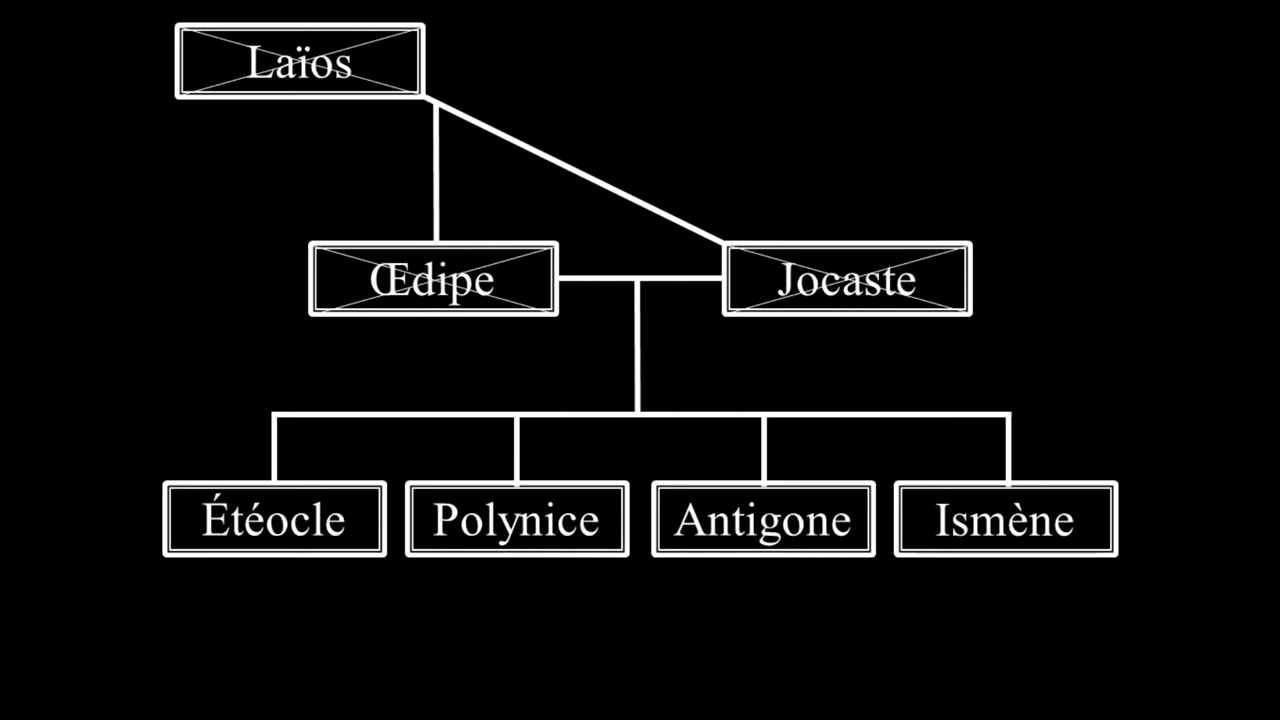 Laïos
Œdipe
Jocaste
Étéocle
Polynice
Antigone
Ismène